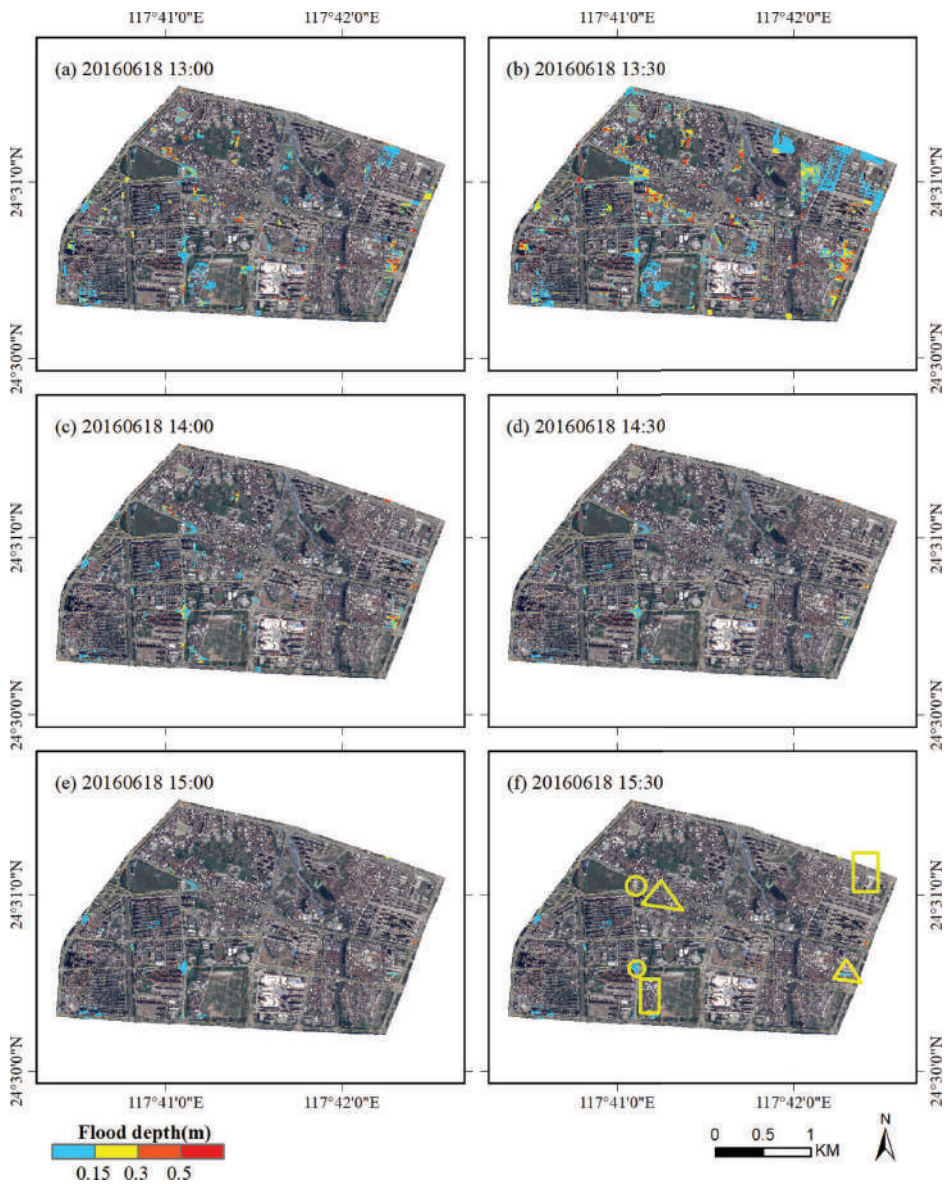 117°41'0"E 117°42'0"E 117°41'0"E 117°42'0"E
(a) 20160618 13:00
(b) 20160618 13:30
24°31'0"N
24°31'0"N
24°30'0"N
24°30'0"N
(c) 20160618 14:00
(d) 20160618 14:30
24°31'0"N
24°31'0"N
24°30'0"N
24°30'0"N
(e) 20160618 15:00
(f) 20160618 15:30
24°31'0"N
24°31'0"N
24°30'0"N
24°30'0"N
117°41'0"E 117°42'0"E 117°41'0"E 117°42'0"E
Flood depth(m)
0.15 0.3 0.5
0 0.5 1
KM
N